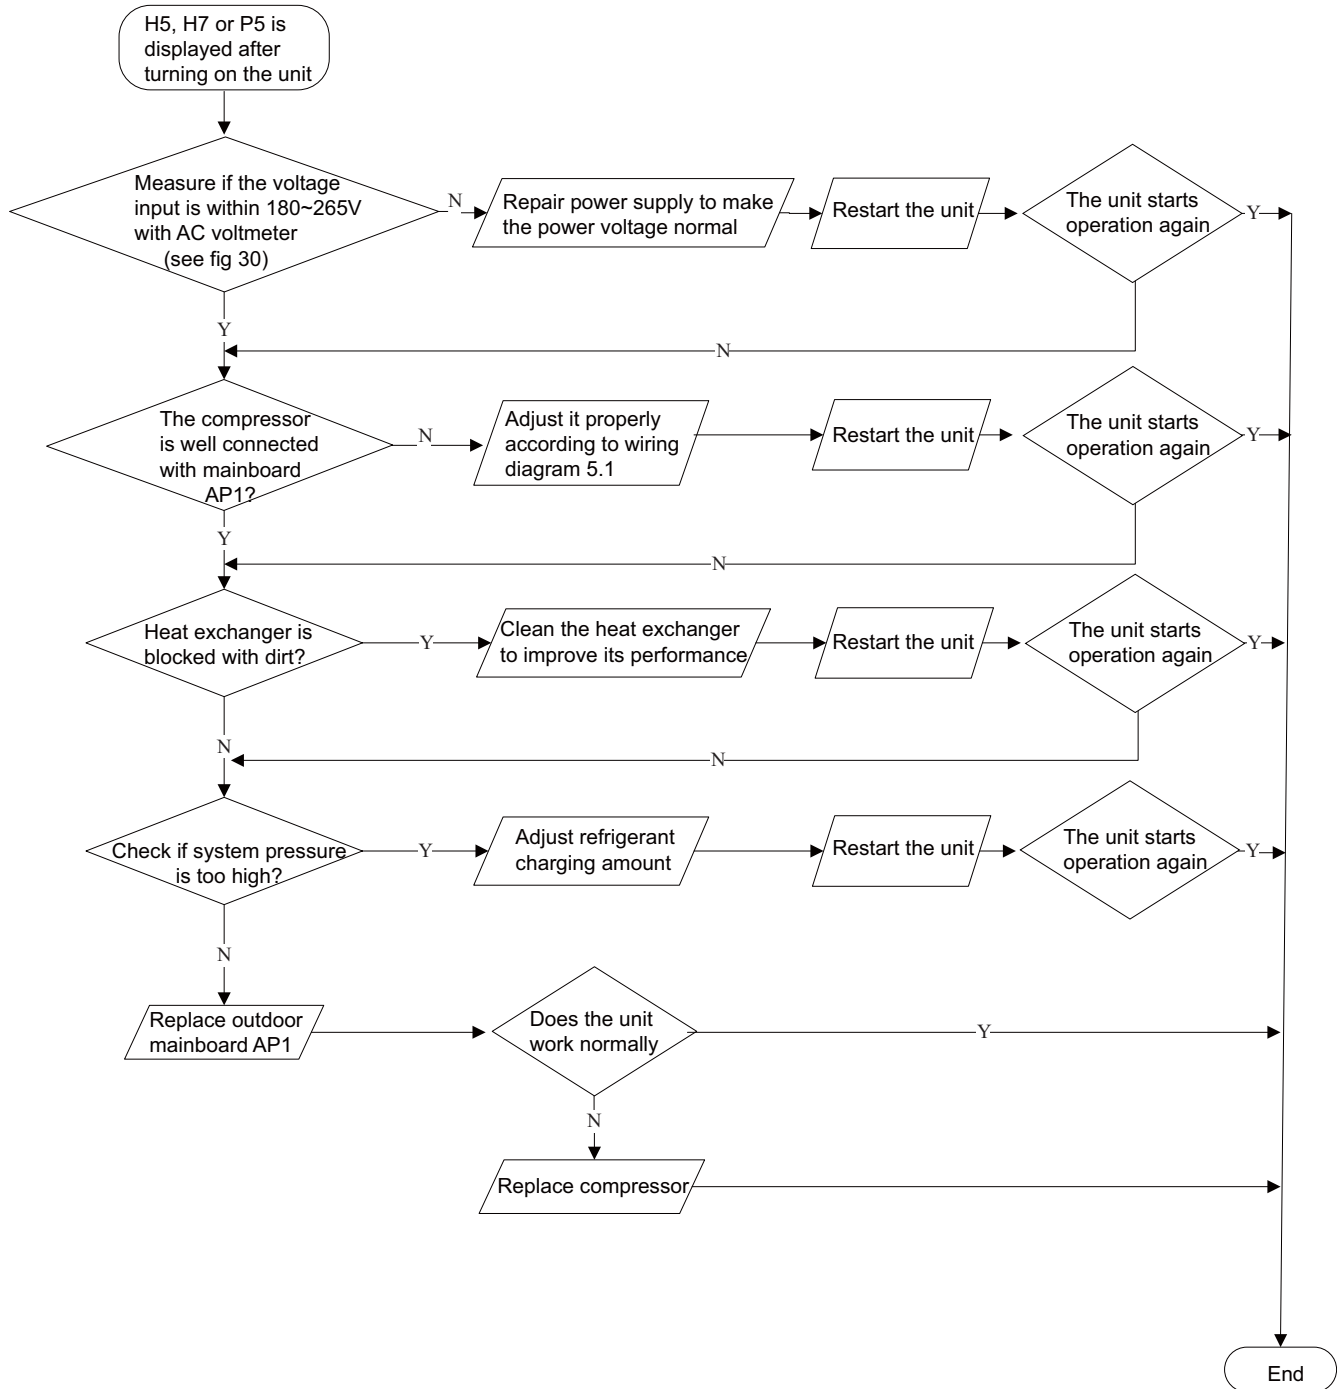 H5, H7 or P5 is
displayed after
turning on the unit
Measure if the voltage
input is within 180~265V
with AC voltmeter
(see fig 30)
N
Repair power supply to make
the power voltage normal
Restart the unit
The unit starts
operation again
Y
Y
N
The compressor
is well connected
with mainboard
AP1?
N
Adjust it properly
according to wiring
diagram 5.1
Restart the unit
The unit starts
operation again
Y
Y
N
Heat exchanger is
blocked with dirt?
Y
Clean the heat exchanger
to improve its performance
Restart the unit
The unit starts
operation again
Y
N
N
Check if system pressure
is too high?
Y
Adjust refrigerant
charging amount
Restart the unit
The unit starts
operation again
Y
N
Replace outdoor
mainboard AP1
Does the unit
work normally
Y
N
Replace compressor
End